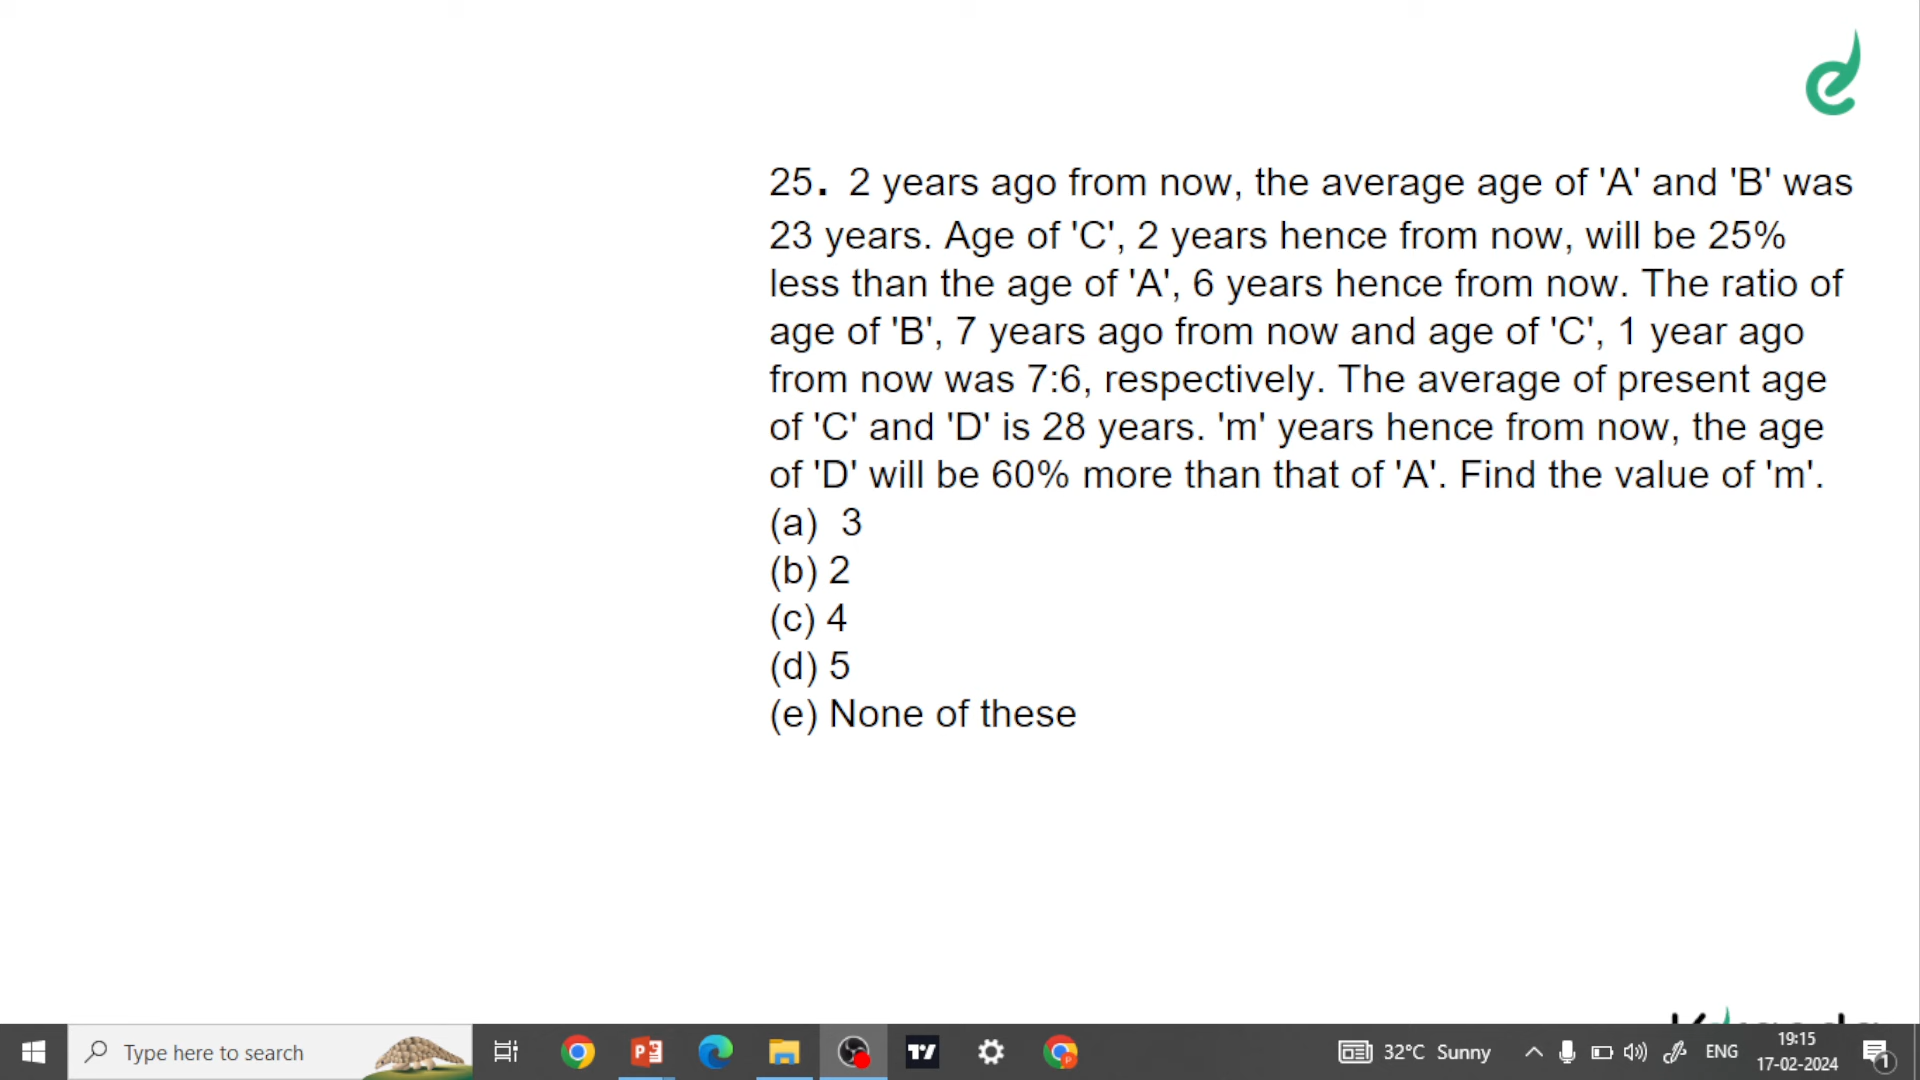 25. 2 years ago from now, the average age of 'A' and 'B' was
23 years. Age of 'C', 2 years hence from now, will be 25%
less than the age of 'A', 6 years hence from now. The ratio of
age of 'B', 7 years ago from now and age of 'C', 1 year ago
from now was 7:6, respectively. The average of present age
of 'C' and 'D' is 28 years. 'm' years hence from now, the age
of 'D' will be 60% more than that of 'A'. Find the value of 'm'.
(a) 3
(b) 2
(c) 4
(d) 5
(e) None of these
Type here to search
32°C Sunny
ENG
19:15
17-02-2024
1